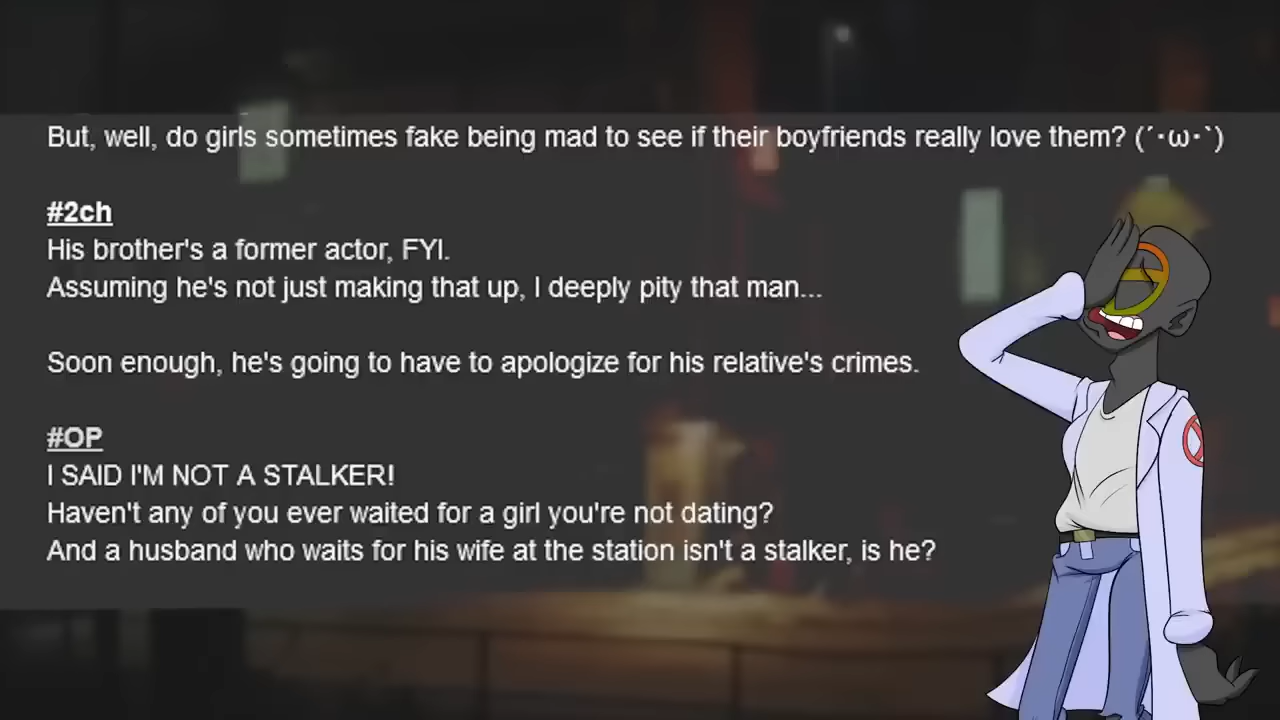 But, well, do girls sometimes fake being mad to see if their boyfriends really love them? (´･ω･`)
#2ch
His brother's a former actor, FYI.
Assuming he's not just making that up, I deeply pity that man...
Soon enough, he's going to have to apologize for his relative's crimes.
#OP
I SAID I'M NOT A STALKER!
Haven't any of you ever waited for a girl you're not dating?
And a husband who waits for his wife at the station isn't a stalker, is he?